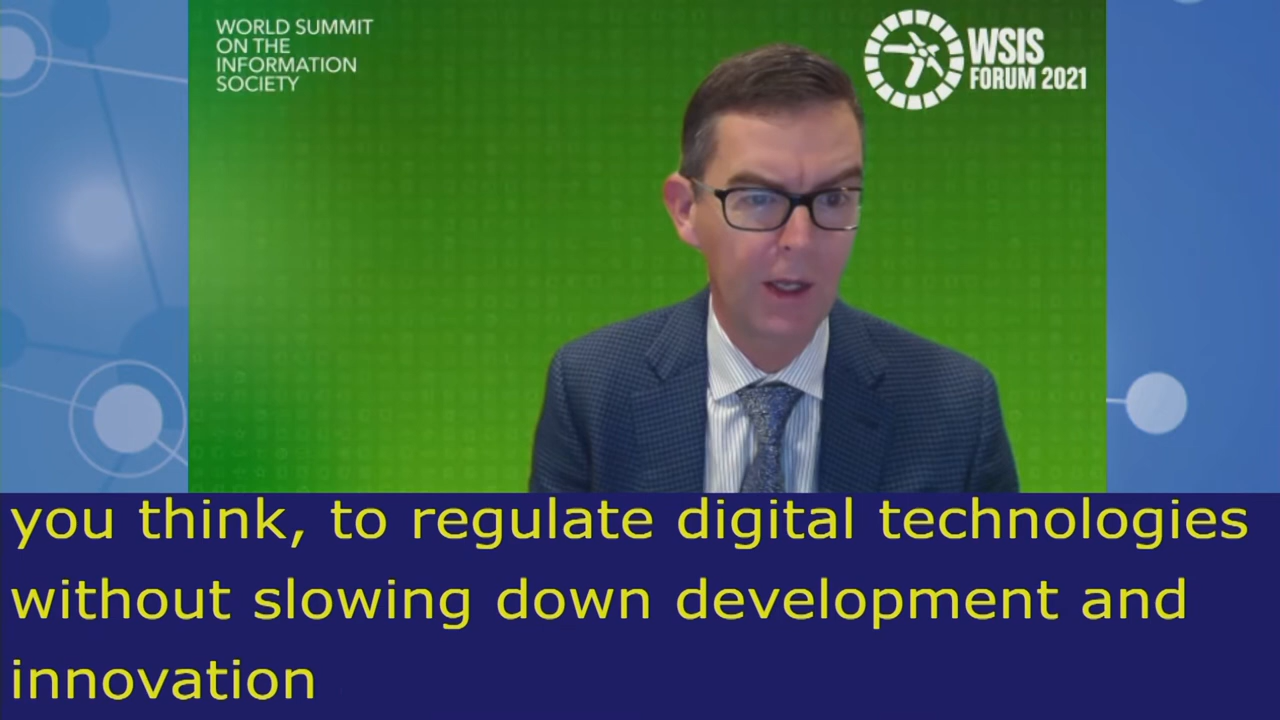 WORLD SUMMIT
ON THE
INFORMATION
SOCIETY
WSIS
FORUM 2021
you think, to regulate digital technologies
without slowing down development and
innovation